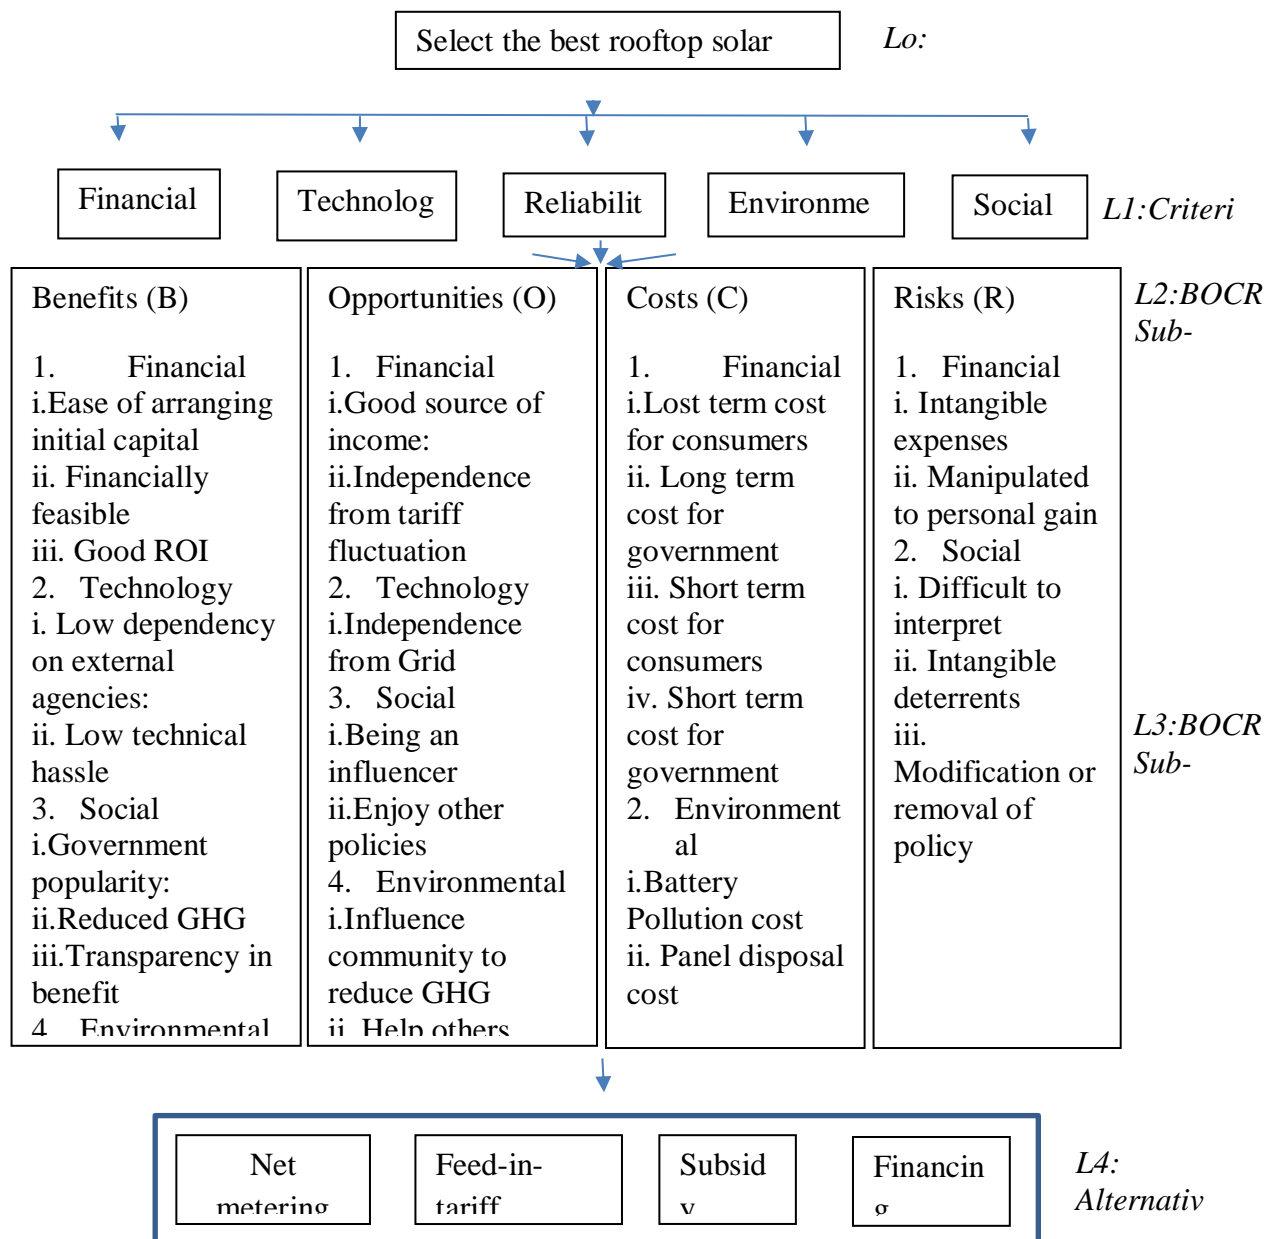 Select the best rooftop solar
Lo:
Financial
Technolog
Reliabilit
Environme
Social
L1:Criteri
Benefits (B)
1. Financial
i.Ease of arranging
initial capital
ii. Financially
feasible
iii. Good ROI
2. Technology
i. Low dependency
on external
agencies:
ii. Low technical
hassle
3. Social
i.Government
popularity:
ii.Reduced GHG
iii.Transparency in
benefit
4. Environmental
Opportunities (O)
1. Financial
i.Good source of
income:
ii.Independence
from tariff
fluctuation
2. Technology
i.Independence
from Grid
3. Social
i.Being an
influencer
ii.Enjoy other
policies
4. Environmental
i.Influence
community to
reduce GHG
ii. Help others
Costs (C)
1. Financial
i.Lost term cost
for consumers
ii. Long term
cost for
government
iii. Short term
cost for
consumers
iv. Short term
cost for
government
2. Environment
al
i.Battery
Pollution cost
ii. Panel disposal
cost
Risks (R)
1. Financial
i. Intangible
expenses
ii. Manipulated
to personal gain
2. Social
i. Difficult to
interpret
ii. Intangible
deterrents
iii.
Modification or
removal of
policy
L2:BOCR
Sub-
L3:BOCR
Sub-
Net
metering
Feed-in-
tariff
Subsid
y
Financin
g
L4:
Alternativ